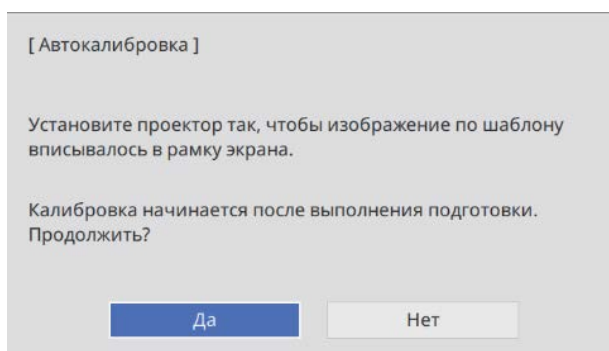 [ Автокалибровка ]
Установите проектор так, чтобы изображение по шаблону
вписывалось в рамку экрана.
Калибровка начинается после выполнения подготовки.
Продолжить?
Да
Нет